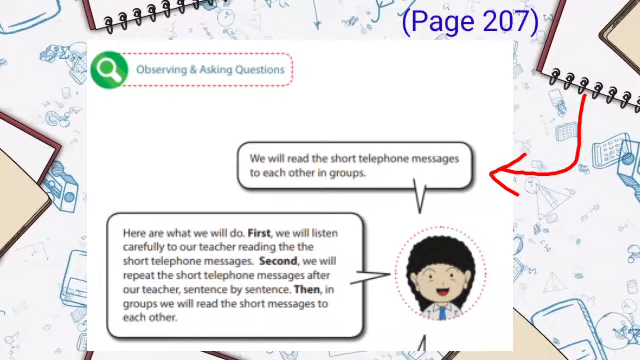 (Page 207)
Observing & Asking Questions
We will read the short telephone messages
to each other in groups.
Here are what we will do. First, we will listen
carefully to our teacher reading the the
short telephone messages. Second, we will
repeat the short telephone messages after
our teacher, sentence by sentence. Then, in
groups we will read the short messages to
each other.